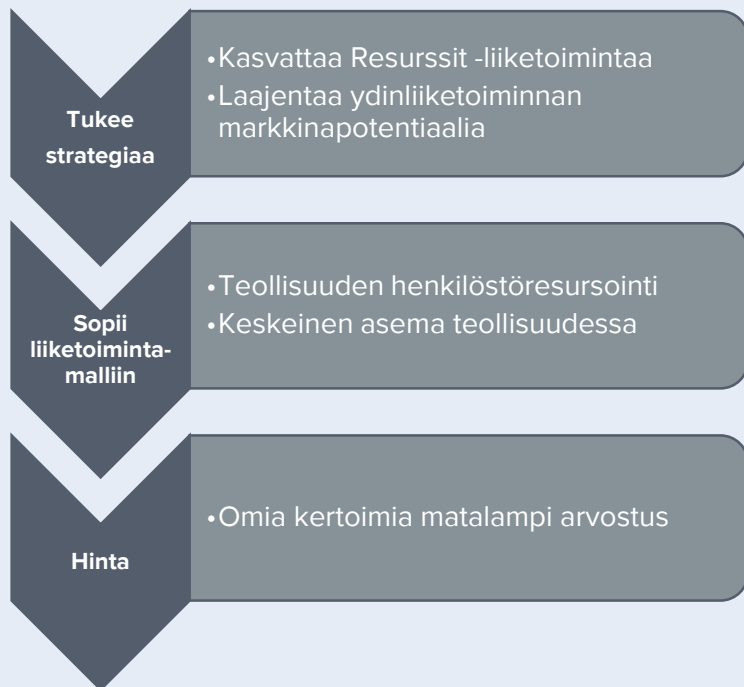 Tukee
strategiaa
•Kasvattaa Resurssit -liiketoimintaa
•Laajentaa ydinliiketoiminnan
markkinapotentiaalia
Sopii
liiketoiminta-
malliin
•Teollisuuden henkilöstöresursointi
•Keskeinen asema teollisuudessa
Hinta
•Omia kertoimia matalampi arvostus